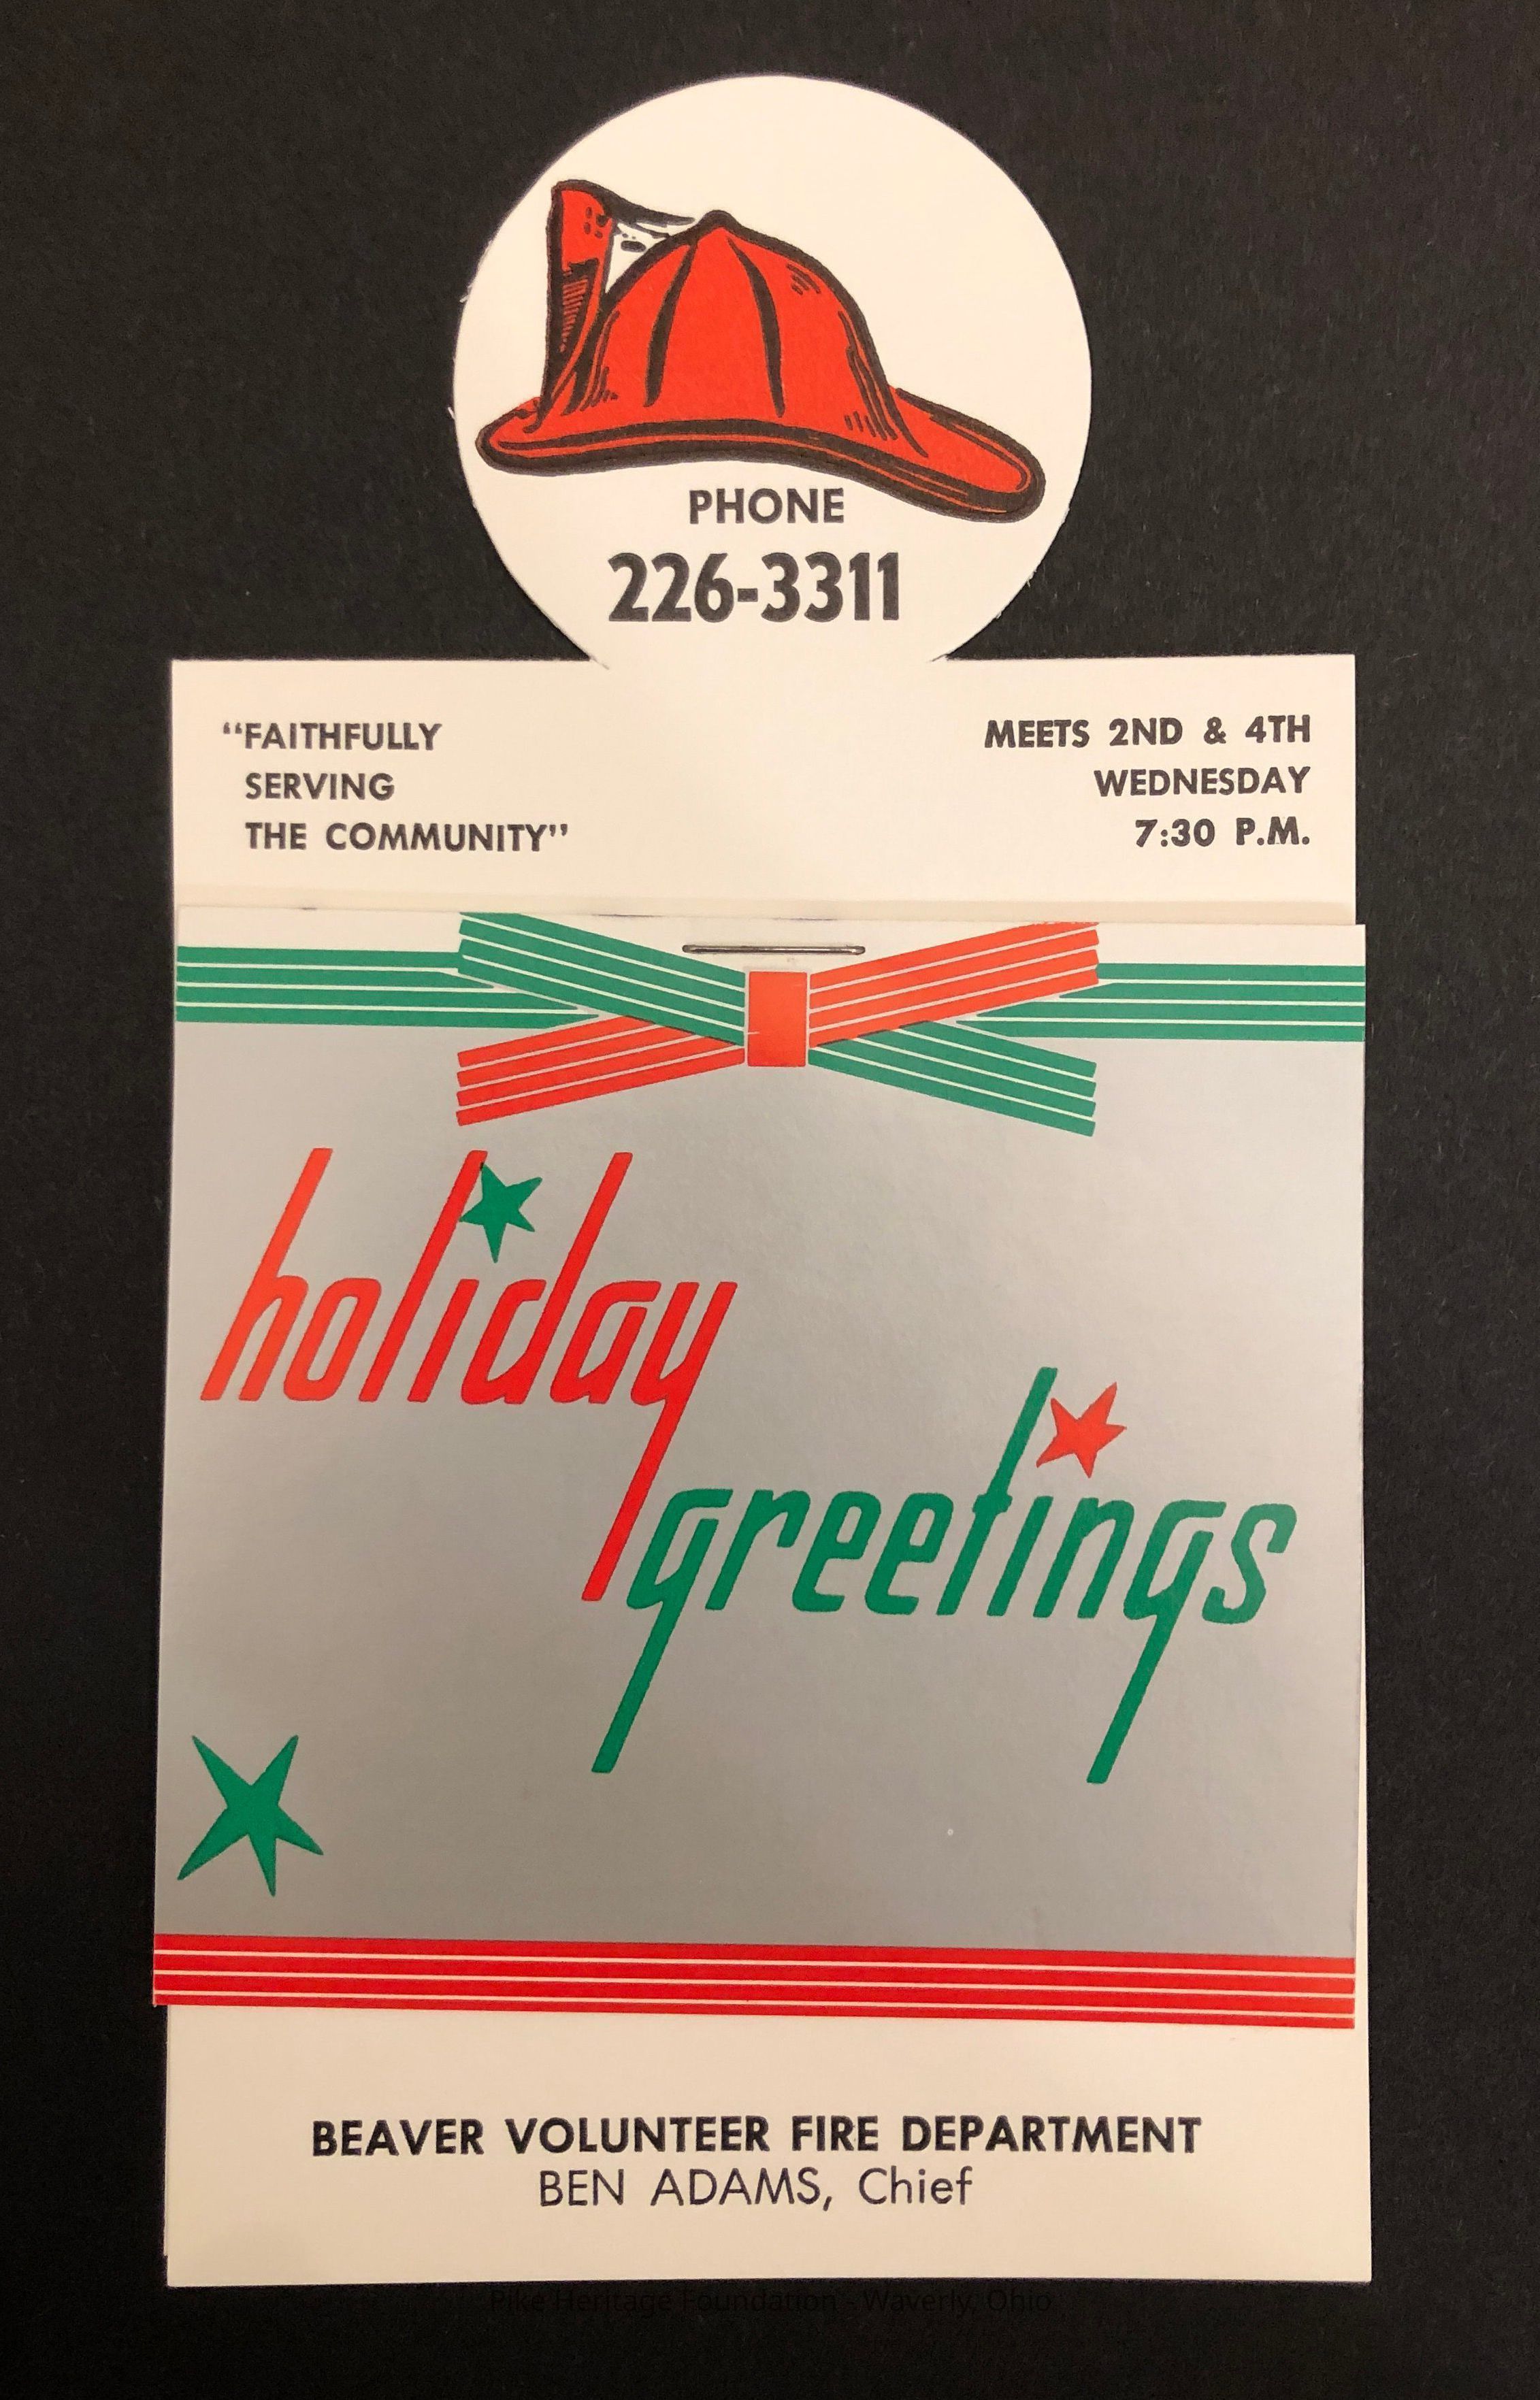 PHONE
226-3311
“FAITHFULLY
SERVING
THE COMMUNITY”
MEETS 2ND & 4TH
WEDNESDAY
7:30 P.M.
holiday
greetings
BEAVER VOLUNTEER FIRE DEPARTMENT
BEN ADAMS, Chief
Pike Heritage Foundation - Waverly, Ohio